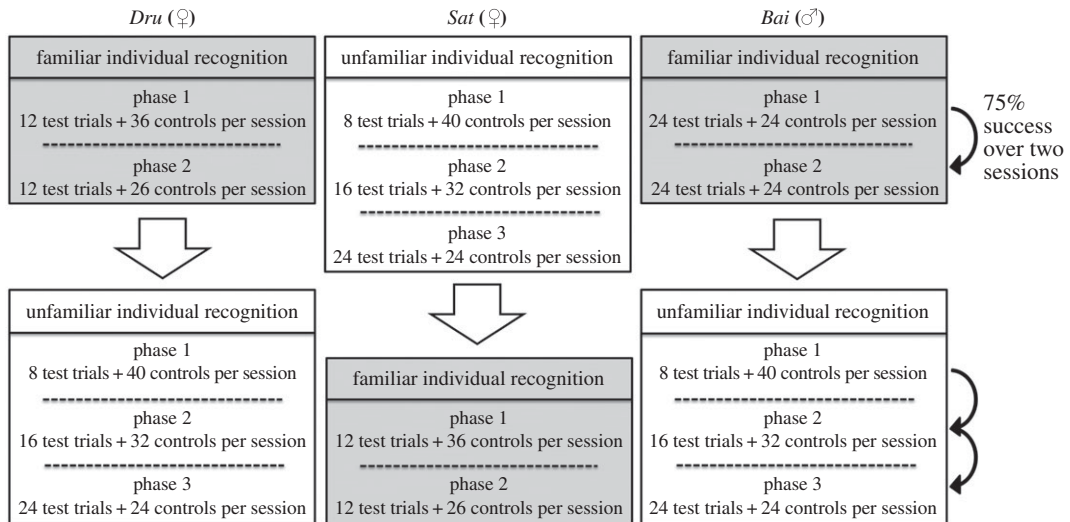 Dru (♀)
familiar individual recognition
phase 1
12 test trials + 36 controls per session
phase 2
12 test trials + 26 controls per session
unfamiliar individual recognition
phase 1
8 test trials + 40 controls per session
phase 2
16 test trials + 32 controls per session
phase 3
24 test trials + 24 controls per session
Sat (♀)
unfamiliar individual recognition
phase 1
8 test trials + 40 controls per session
phase 2
16 test trials + 32 controls per session
phase 3
24 test trials + 24 controls per session
familiar individual recognition
phase 1
12 test trials + 36 controls per session
phase 2
12 test trials + 26 controls per session
Bai (♂)
familiar individual recognition
phase 1
24 test trials + 24 controls per session
phase 2
24 test trials + 24 controls per session
75%
success
over two
sessions
unfamiliar individual recognition
phase 1
8 test trials + 40 controls per session
phase 2
16 test trials + 32 controls per session
phase 3
24 test trials + 24 controls per session